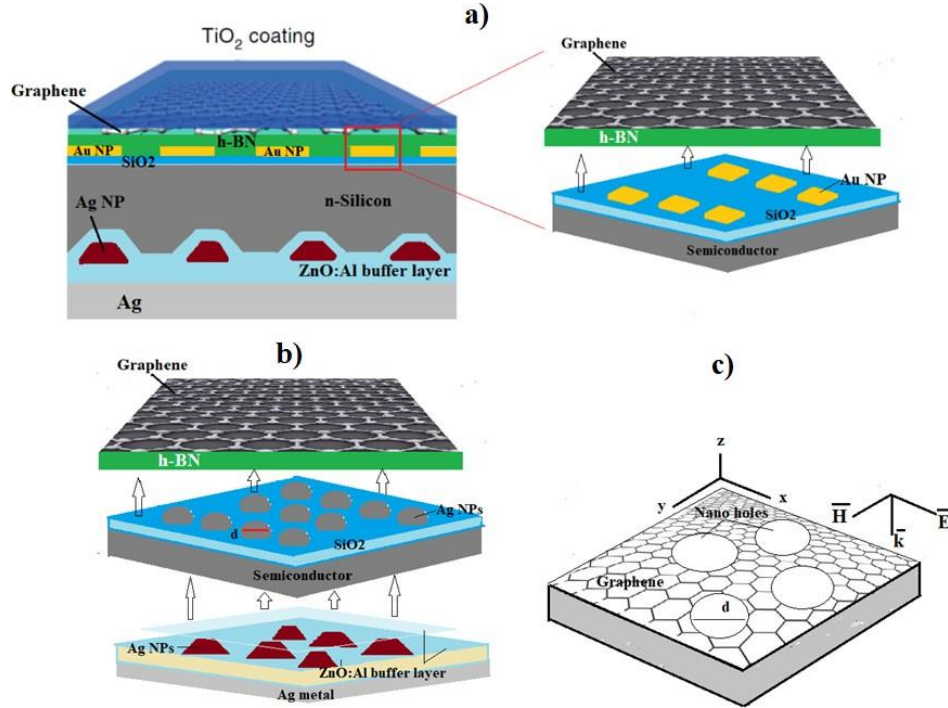 a)
TiO2 coating
Graphene
h-BN
Au NP
Au NP
SiO2
n-Silicon
Ag NP
ZnO:Al buffer layer
Ag
Graphene
h-BN
Au NP
SiO2
Semiconductor
b)
Graphene
h-BN
Ag NPs
d
SiO2
Semiconductor
Ag NPs
ZnO:Al buffer layer
Ag metal
c)
z
y
x
H
E
k
Nano holes
Graphene
d